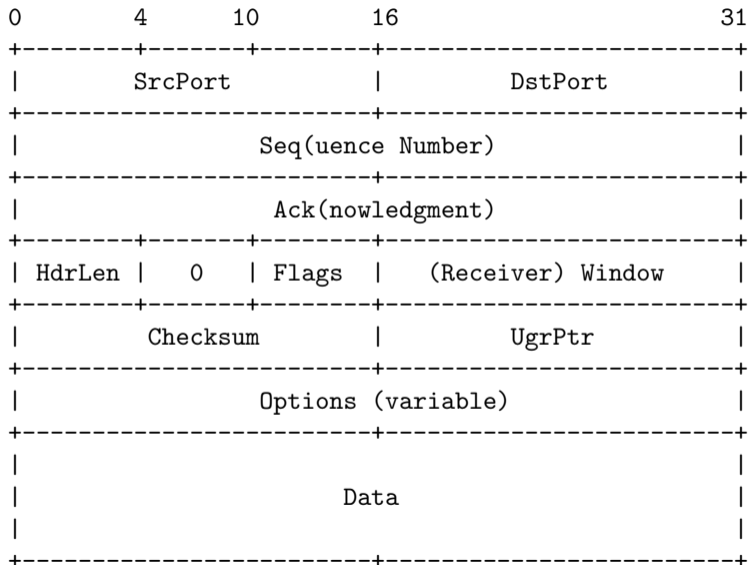 0 4 10 16 31
SrcPort DstPort
Seq(uence Number)
Ack(nowledgment)
HdrLen 0 Flags (Receiver) Window
Checksum UgrPtr
Options (variable)
Data